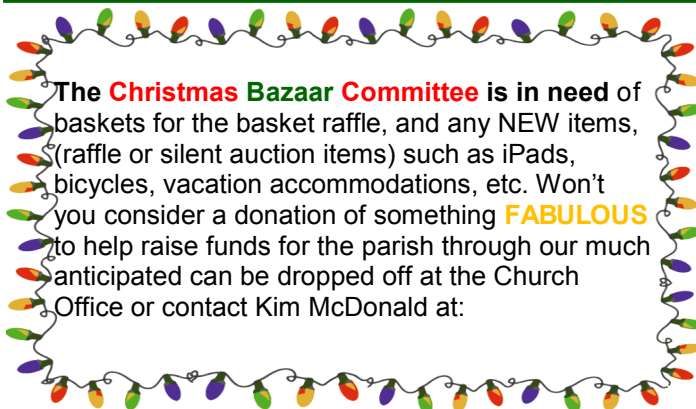 The Christmas Bazaar Committee is in need of
baskets for the basket raffle, and any NEW items,
(raffle or silent auction items) such as iPads,
bicycles, vacation accommodations, etc. Won’t
you consider a donation of something FABULOUS
to help raise funds for the parish through our much
anticipated can be dropped off at the Church
Office or contact Kim McDonald at: